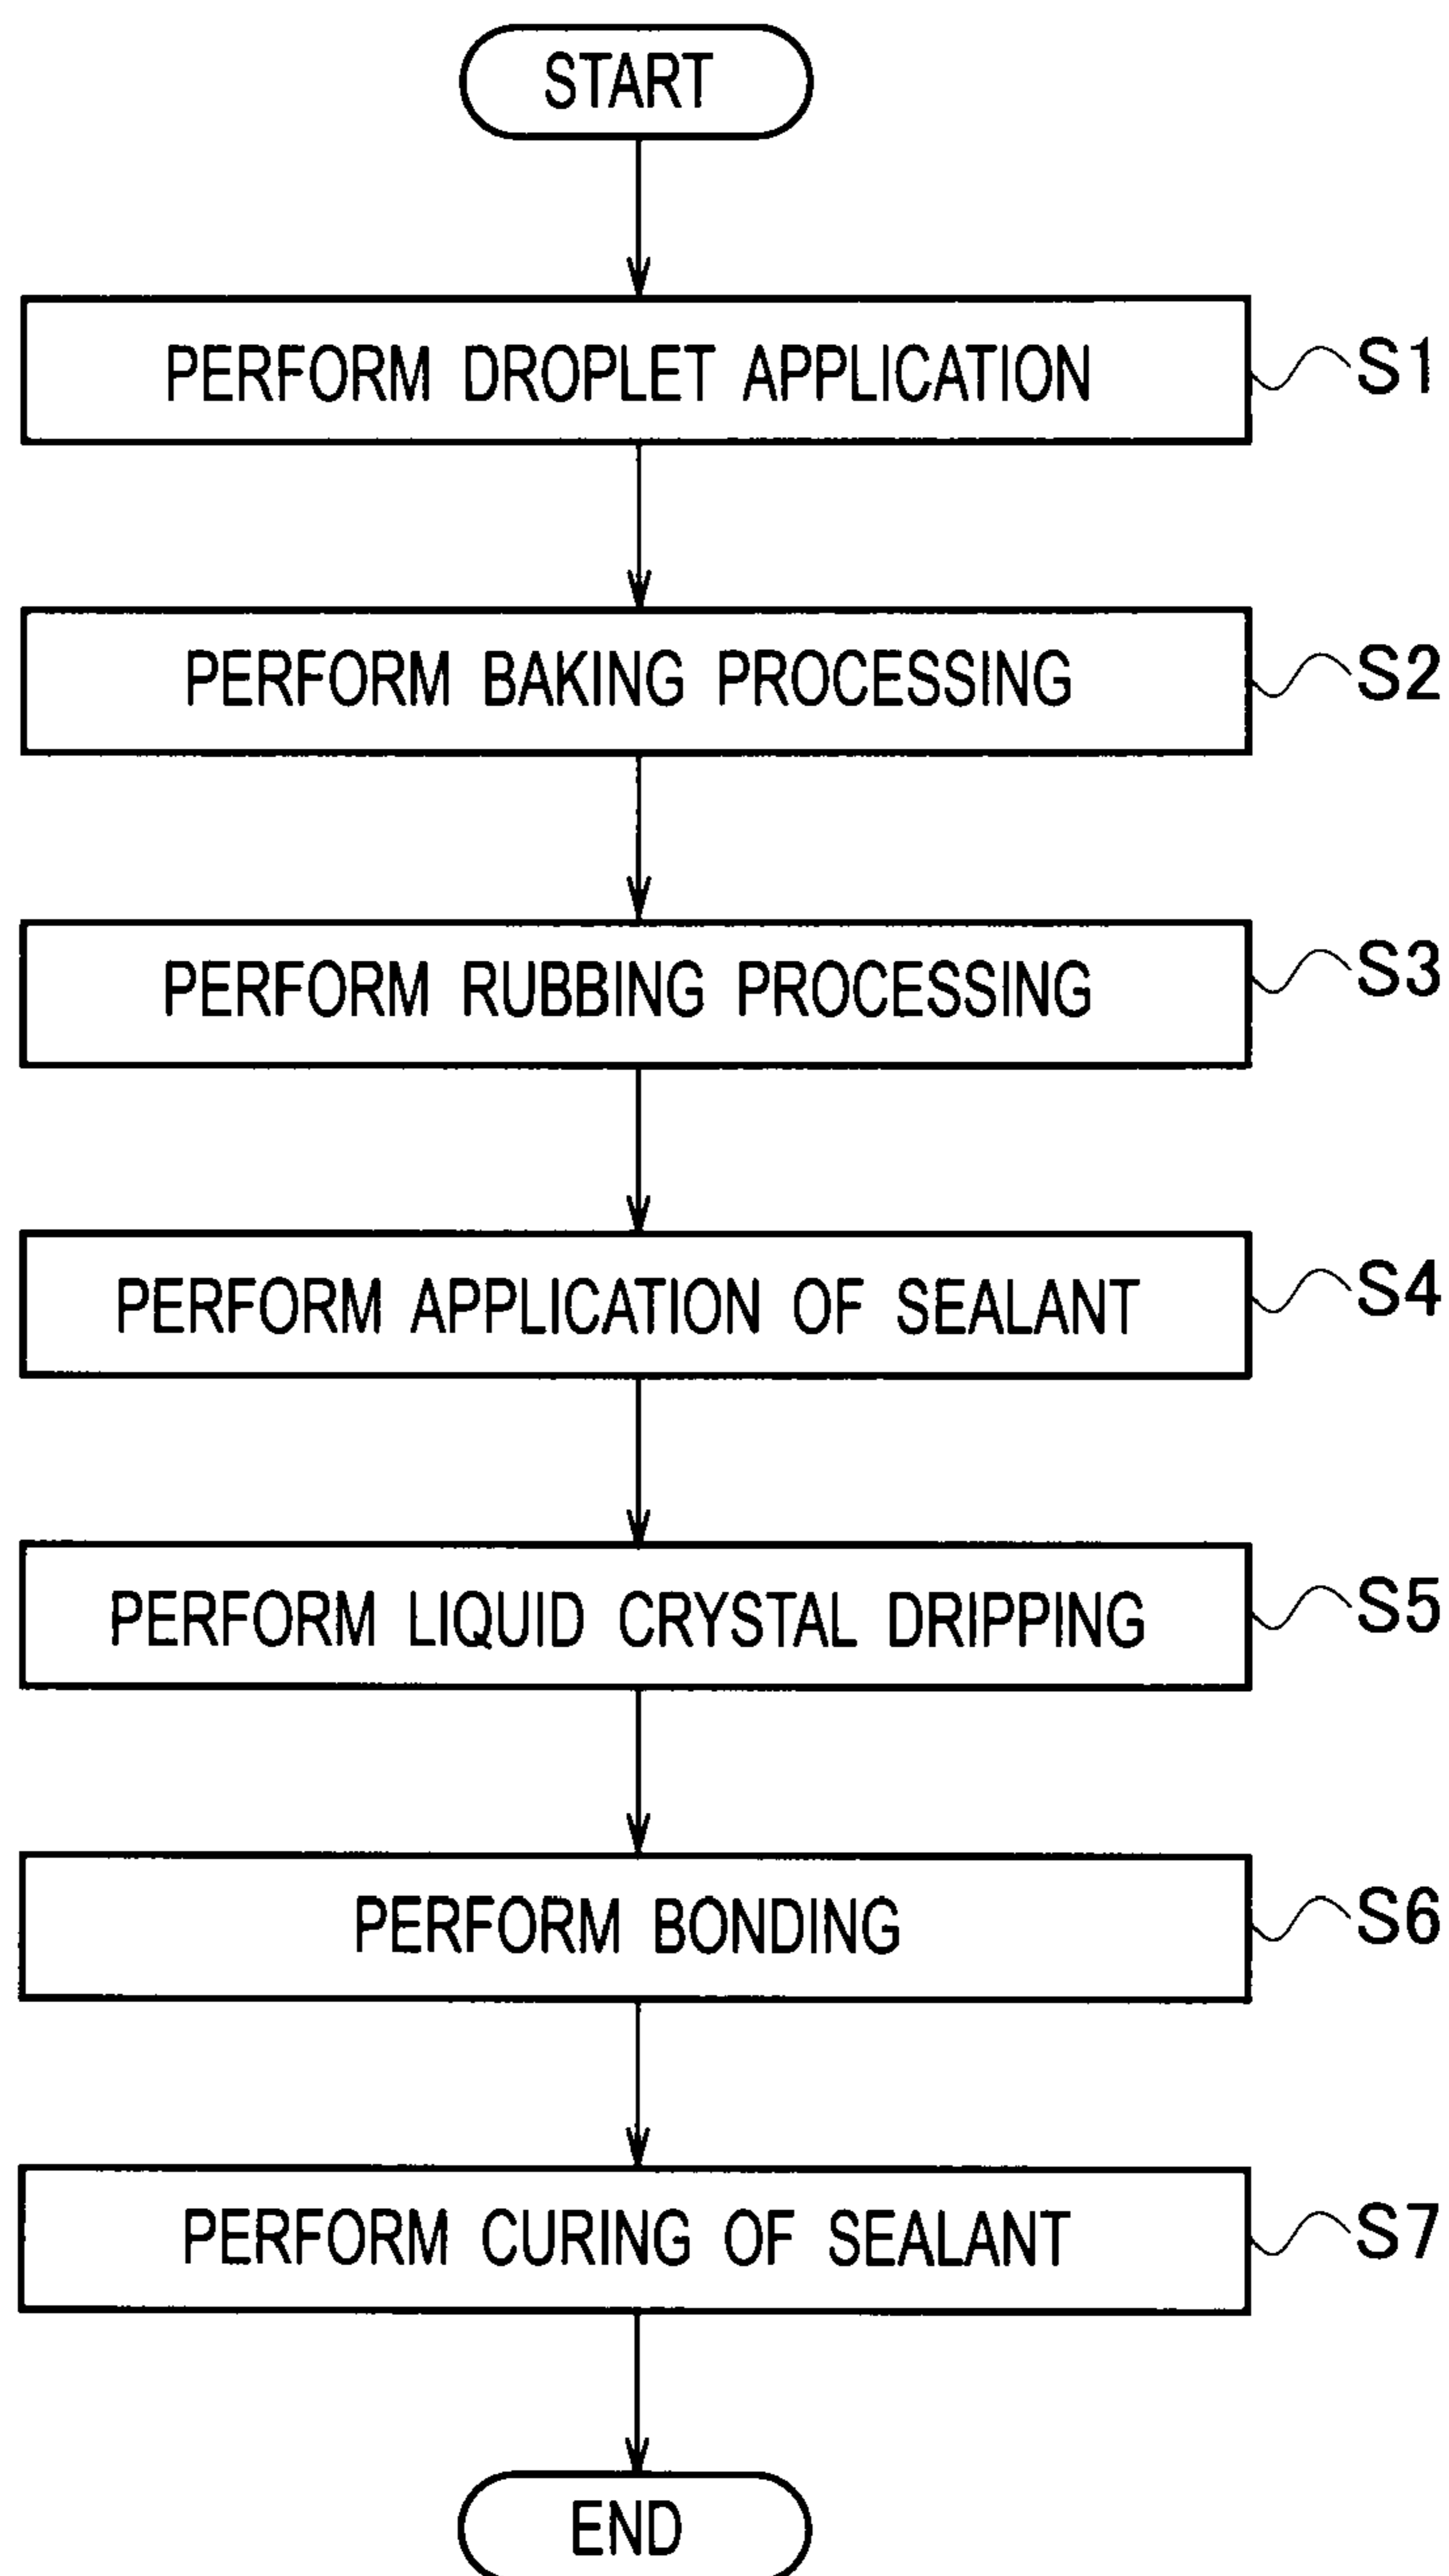 START
PERFORM DROPLET APPLICATION S1
PERFORM BAKING PROCESSING S2
PERFORM RUBBING PROCESSING S3
PERFORM APPLICATION OF SEALANT S4
PERFORM LIQUID CRYSTAL DRIPPING S5
PERFORM BONDING S6
PERFORM CURING OF SEALANT S7
END